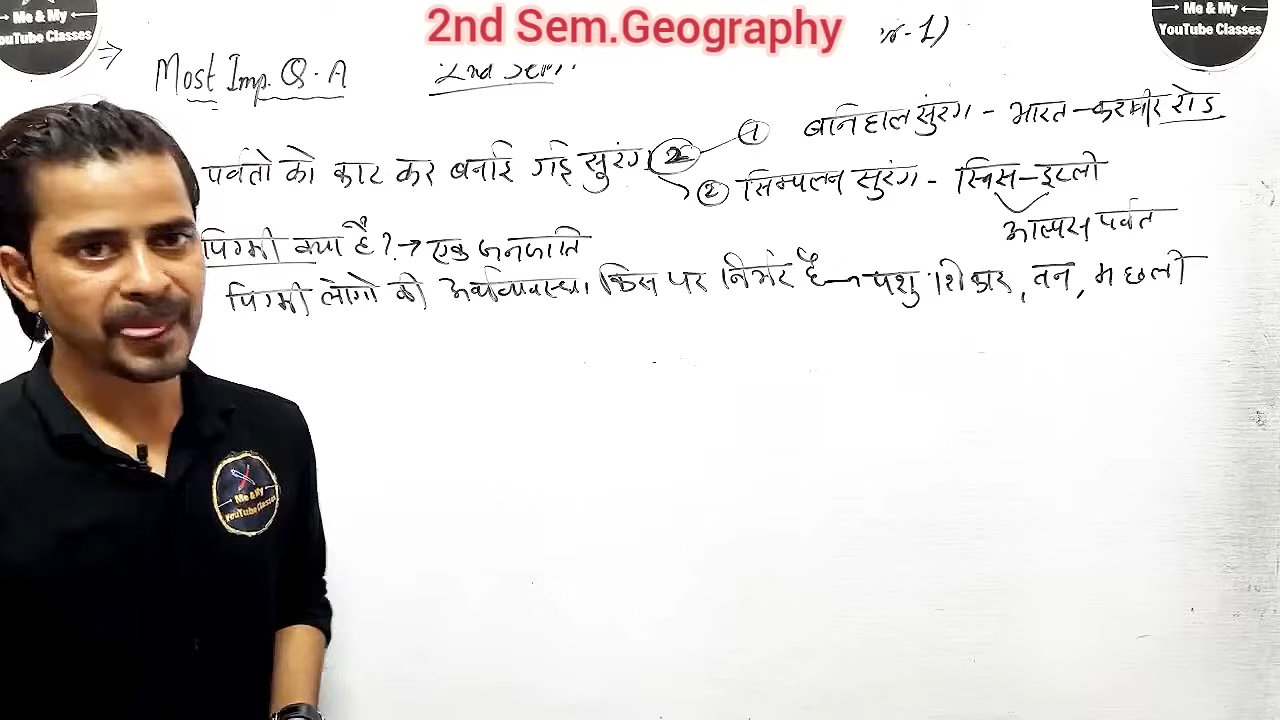 2nd Sem.Geography
Me & My
YouTube Classes
Me & My
YouTube Classes
Most Imp. Q.A 2nd Sem.
पर्वतो को काट कर बनाई गई सुरंग 2
1 बनिहाल सुरंग - भारत - कश्मीर रोड
2 सिम्पलन सुरंग - स्विस - इटली
आल्पस पर्वत
पिग्मी क्या है? → एक जनजाति
पिग्मी लोगो की अर्थव्यवस्था किस पर निर्भर है → पशु शिकार, वन, मछली
Me & My
YouTube Classes